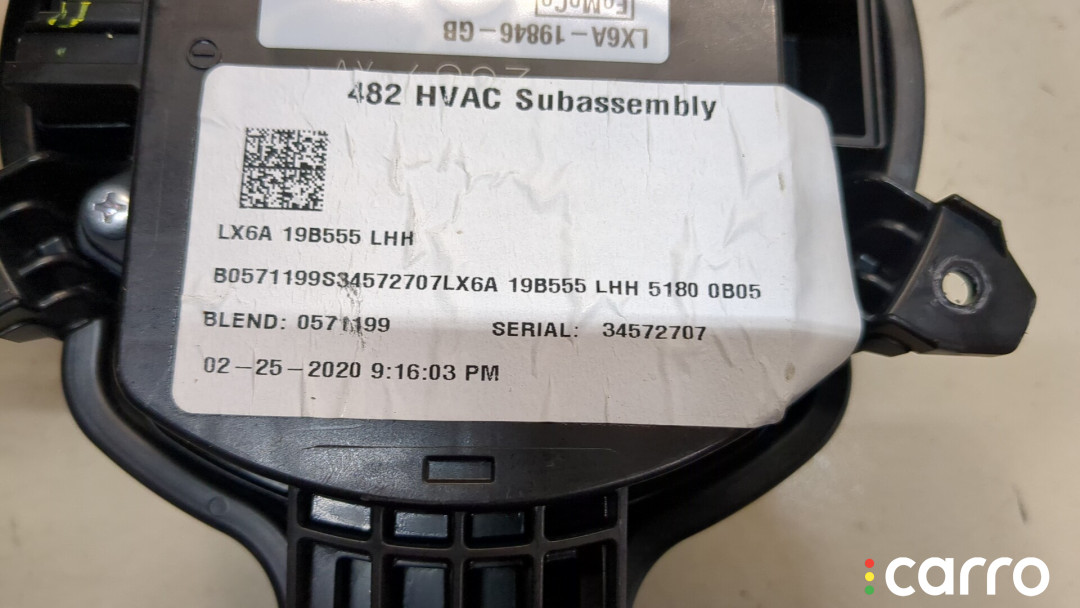 FoMoCo
LX6A-19846-GB
482 HVAC Subassembly
LX6A 19B555 LHH
B0571199S34572707LX6A 19B555 LHH 5180 0B05
BLEND: 0571199 SERIAL: 34572707
02-25-2020 9:16:03 PM
carro